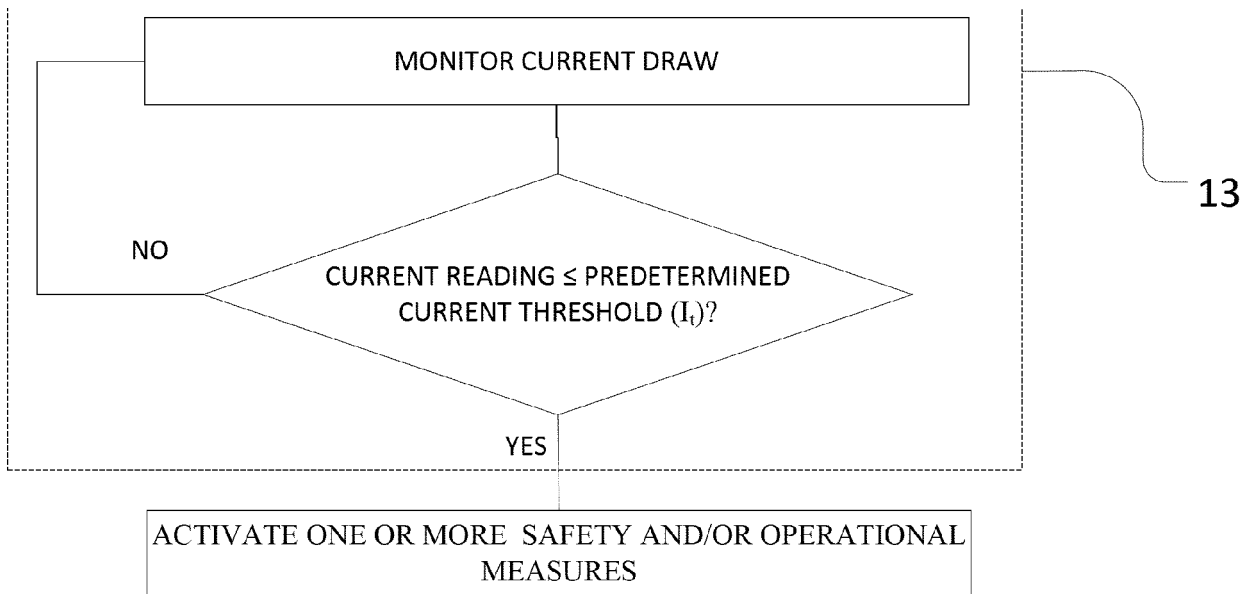 MONITOR CURRENT DRAW
13
NO
CURRENT READING ≤ PREDETERMINED
CURRENT THRESHOLD (Iₜ)?
YES
ACTIVATE ONE OR MORE SAFETY AND/OR OPERATIONAL
MEASURES